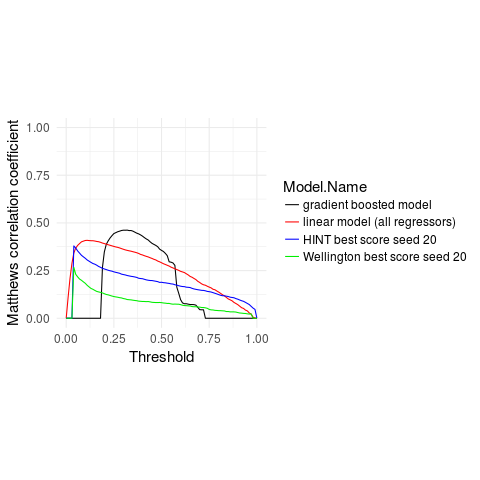 Matthews correlation coefficient
1.00
0.75
0.50
0.25
0.00
0.00 0.25 0.50 0.75 1.00
Threshold
Model.Name
gradient boosted model
linear model (all regressors)
HINT best score seed 20
Wellington best score seed 20